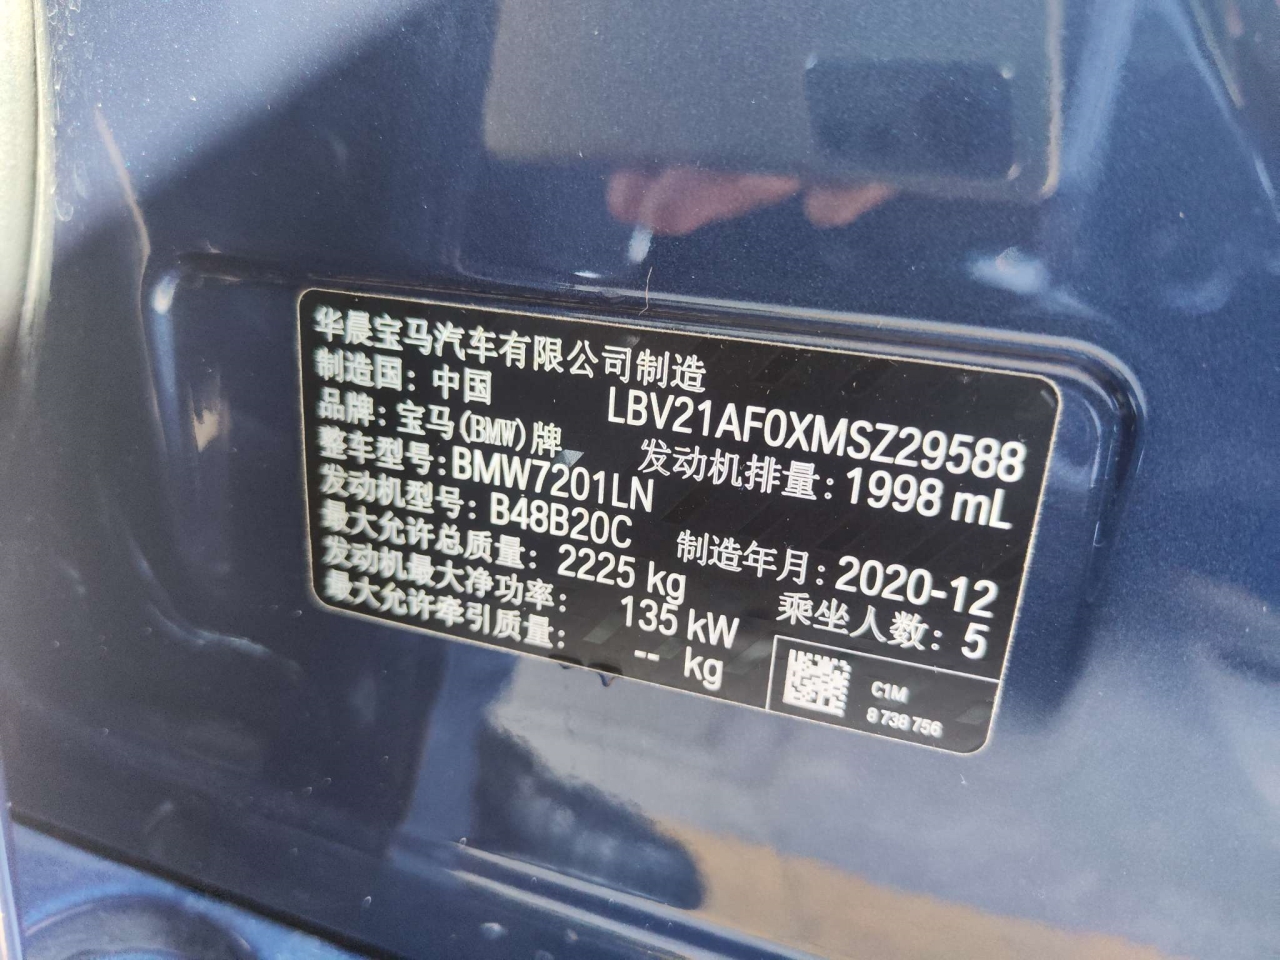 华晨宝马汽车有限公司制造
制造国：中国
LBV21AF0XMSZ29588
品牌：宝马(BMW)牌
发动机排量：1998 mL
整车型号：BMW7201LN
发动机型号：B48B20C
制造年月：2020-12
最大允许总质量：2225 kg
乘坐人数：5
发动机最大净功率：135 kW
最大允许牵引质量：-- kg
C1M
8 738 756